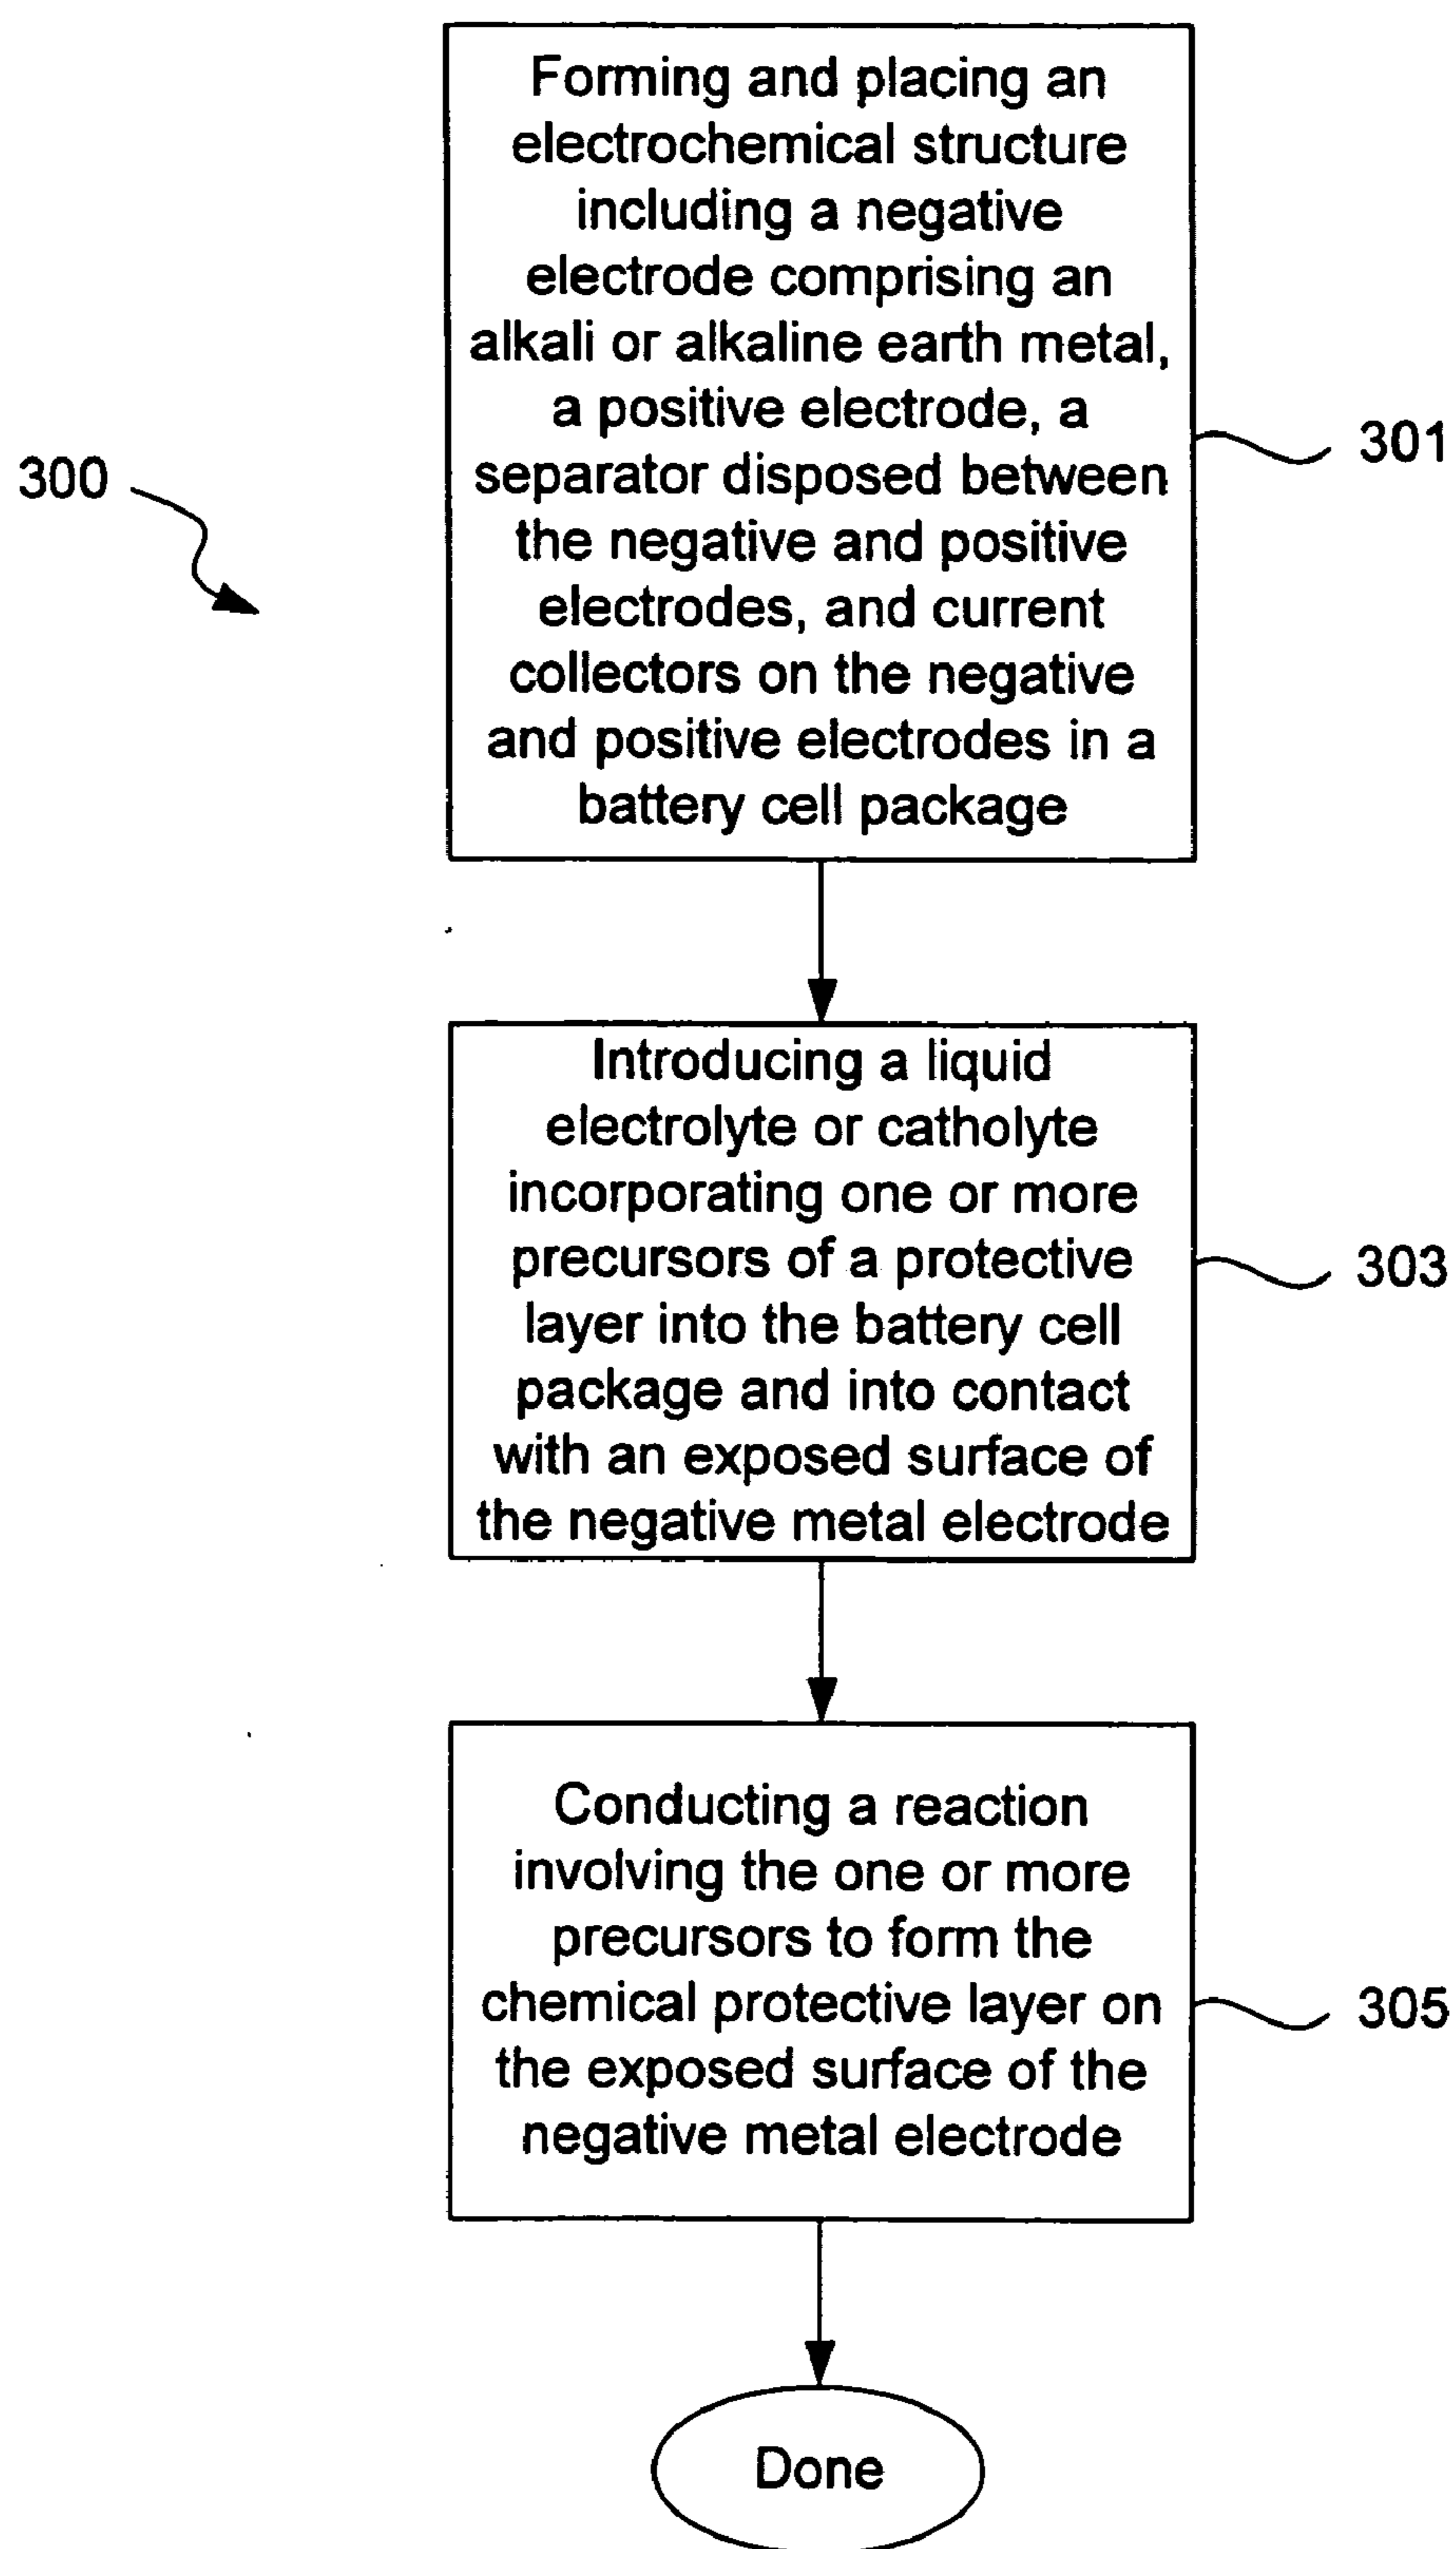 Forming and placing an
electrochemical structure
including a negative
electrode comprising an
alkali or alkaline earth metal,
a positive electrode, a
separator disposed between
the negative and positive
electrodes, and current
collectors on the negative
and positive electrodes in a
battery cell package
301
300
Introducing a liquid
electrolyte or catholyte
incorporating one or more
precursors of a protective
layer into the battery cell
package and into contact
with an exposed surface of
the negative metal electrode
303
Conducting a reaction
involving the one or more
precursors to form the
chemical protective layer on
the exposed surface of the
negative metal electrode
305
Done